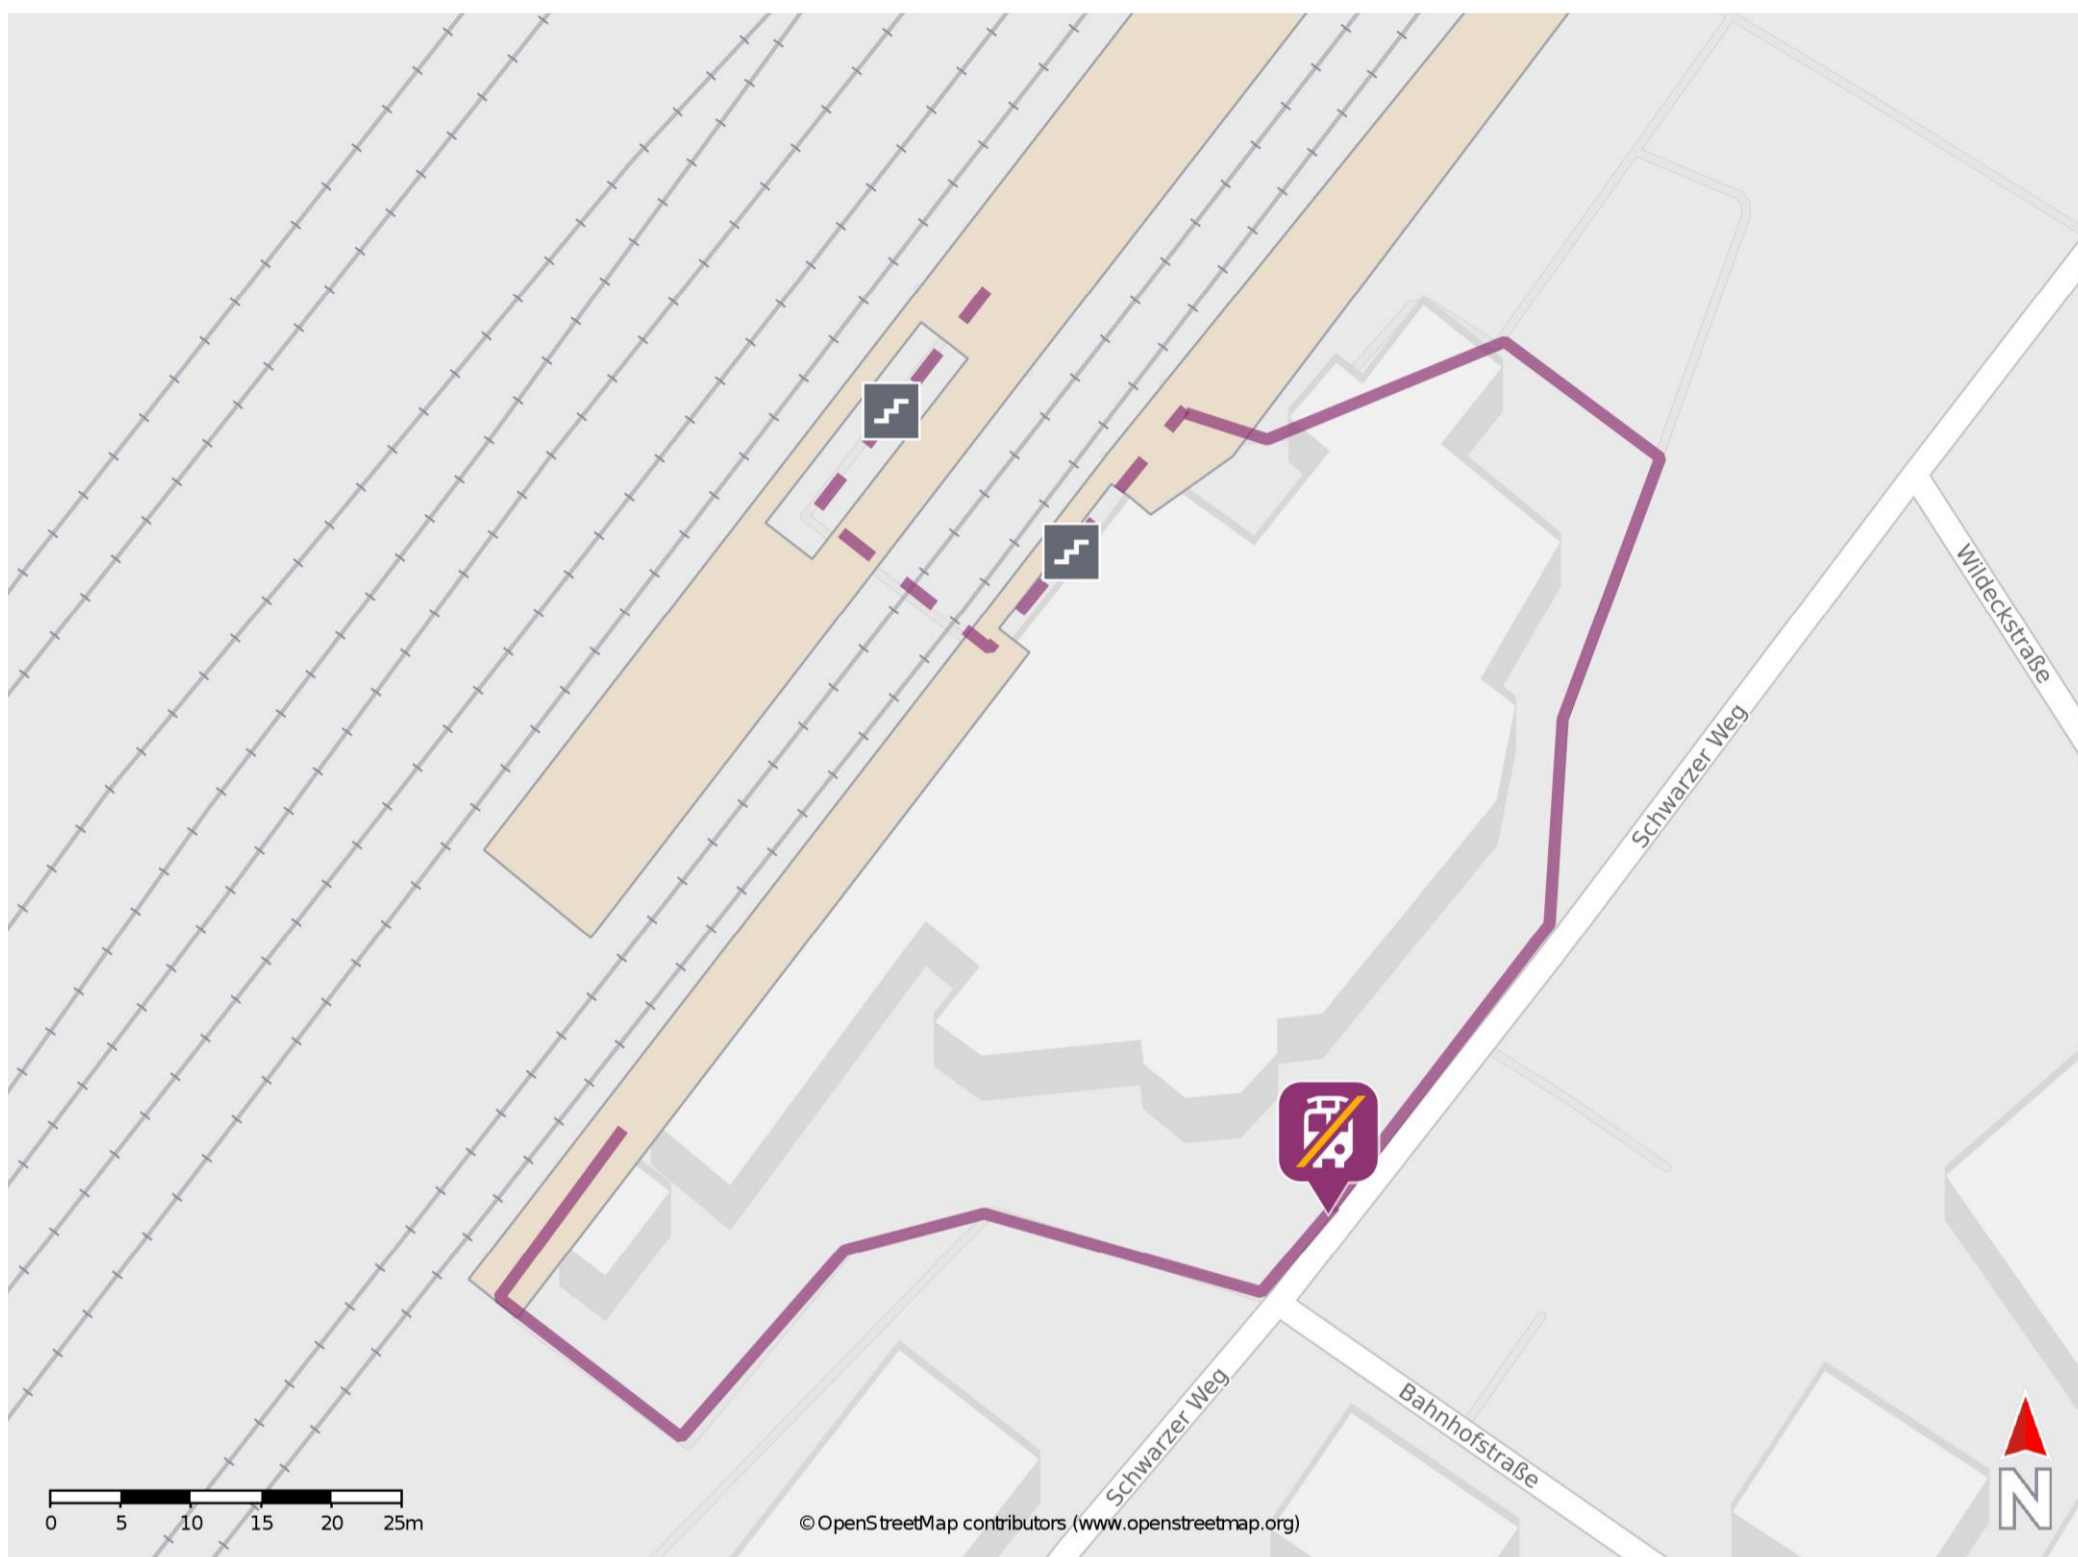 Wildeckstraße
Schwarzer Weg
Schwarzer Weg
Bahnhofstraße
0 5 10 15 20 25m
© OpenStreetMap contributors (www.openstreetmap.org)
N